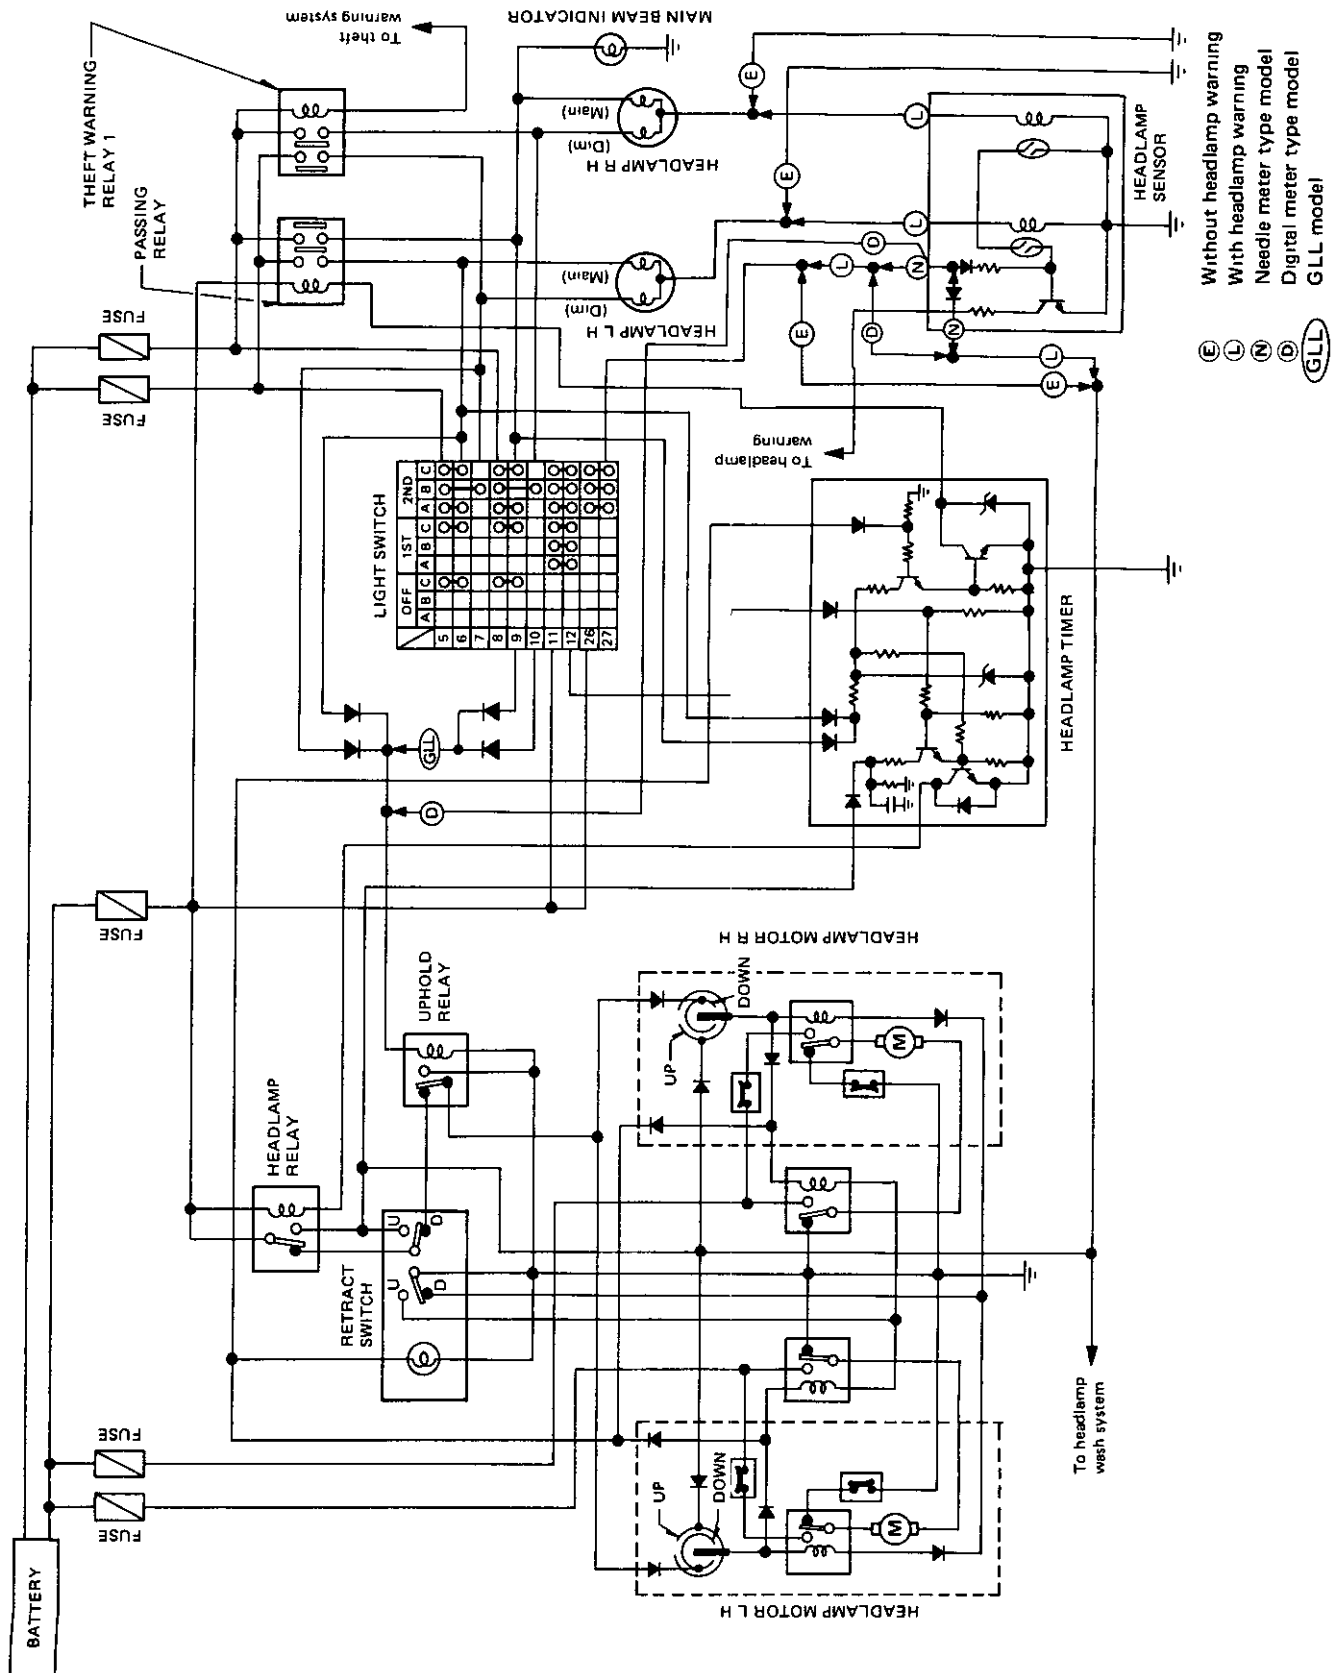 To theft
warning system
THEFT WARNING
RELAY 1
MAIN BEAM INDICATOR
PASSING
RELAY
FUSE
FUSE
(Main)
(Dim)
HEADLAMP R H
(Main)
(Dim)
HEADLAMP L H
E
E
L
L
D
L
N
E
D
N
L
E
HEADLAMP
SENSOR
E Without headlamp warning
L With headlamp warning
N Needle meter type model
D Digital meter type model
GLL GLL model
LIGHT SWITCH
OFF 1ST 2ND
A B C A B C A B C
5
6
7
8
9
10
11
12
26
27
To headlamp
warning
GLL
D
HEADLAMP TIMER
FUSE
UPHOLD
RELAY
HEADLAMP
RELAY
HEADLAMP MOTOR R H
UP
DOWN
M
RETRACT
SWITCH
U
D
U
D
FUSE
FUSE
BATTERY
HEADLAMP MOTOR L H
UP
DOWN
M
To headlamp
wash system